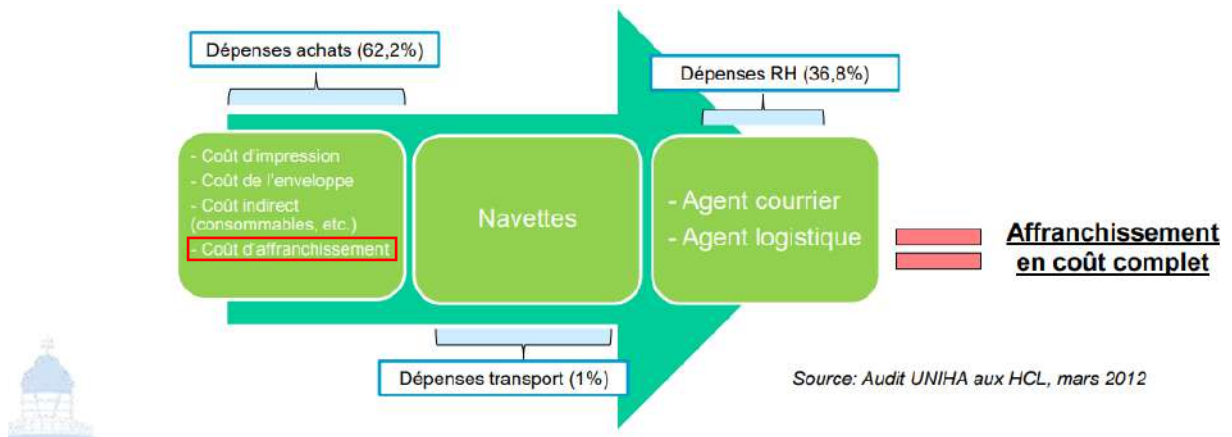 Dépenses achats (62,2%)
Dépenses RH (36,8%)
- Coût d'impression
- Coût de l'enveloppe
- Coût indirect
(consommables, etc.)
- Coût d'affranchissement
Navettes
- Agent courrier
- Agent logistique
Affranchissement
en coût complet
Dépenses transport (1%)
Source: Audit UNIHA aux HCL, mars 2012